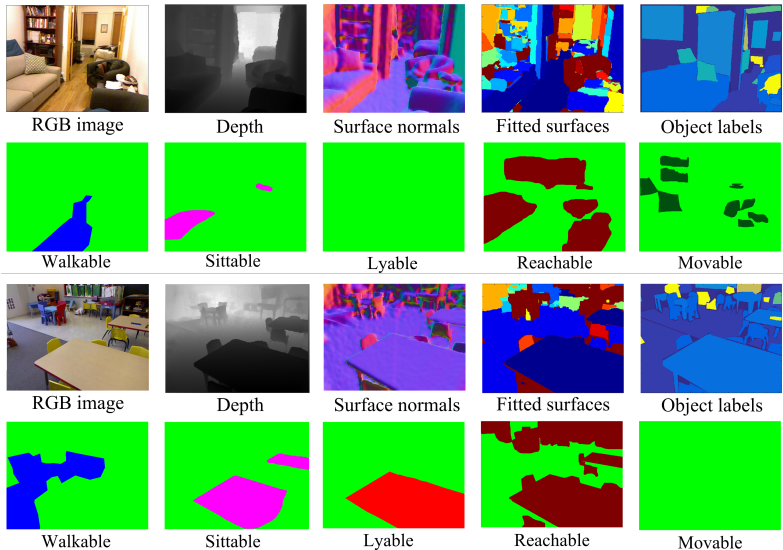 RGB image Depth Surface normals Fitted surfaces Object labels
Walkable Sittable Lyable Reachable Movable
RGB image Depth Surface normals Fitted surfaces Object labels
Walkable Sittable Lyable Reachable Movable